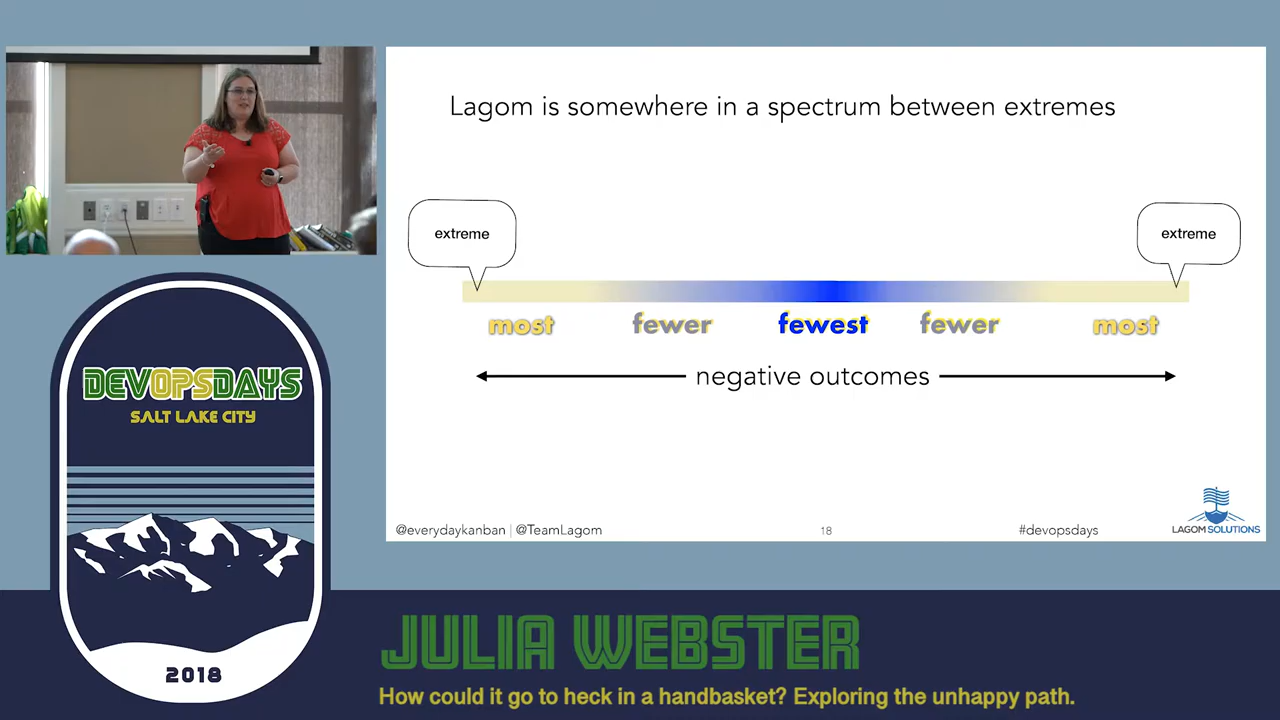 Lagom is somewhere in a spectrum between extremes
extreme
extreme
most
fewer
fewest
fewer
most
negative outcomes
@everydaykanban | @TeamLagom
18
#devopsdays
LAGOM SOLUTIONS
DEVOPSDAYS
SALT LAKE CITY
2018
JULIA WEBSTER
How could it go to heck in a handbasket? Exploring the unhappy path.